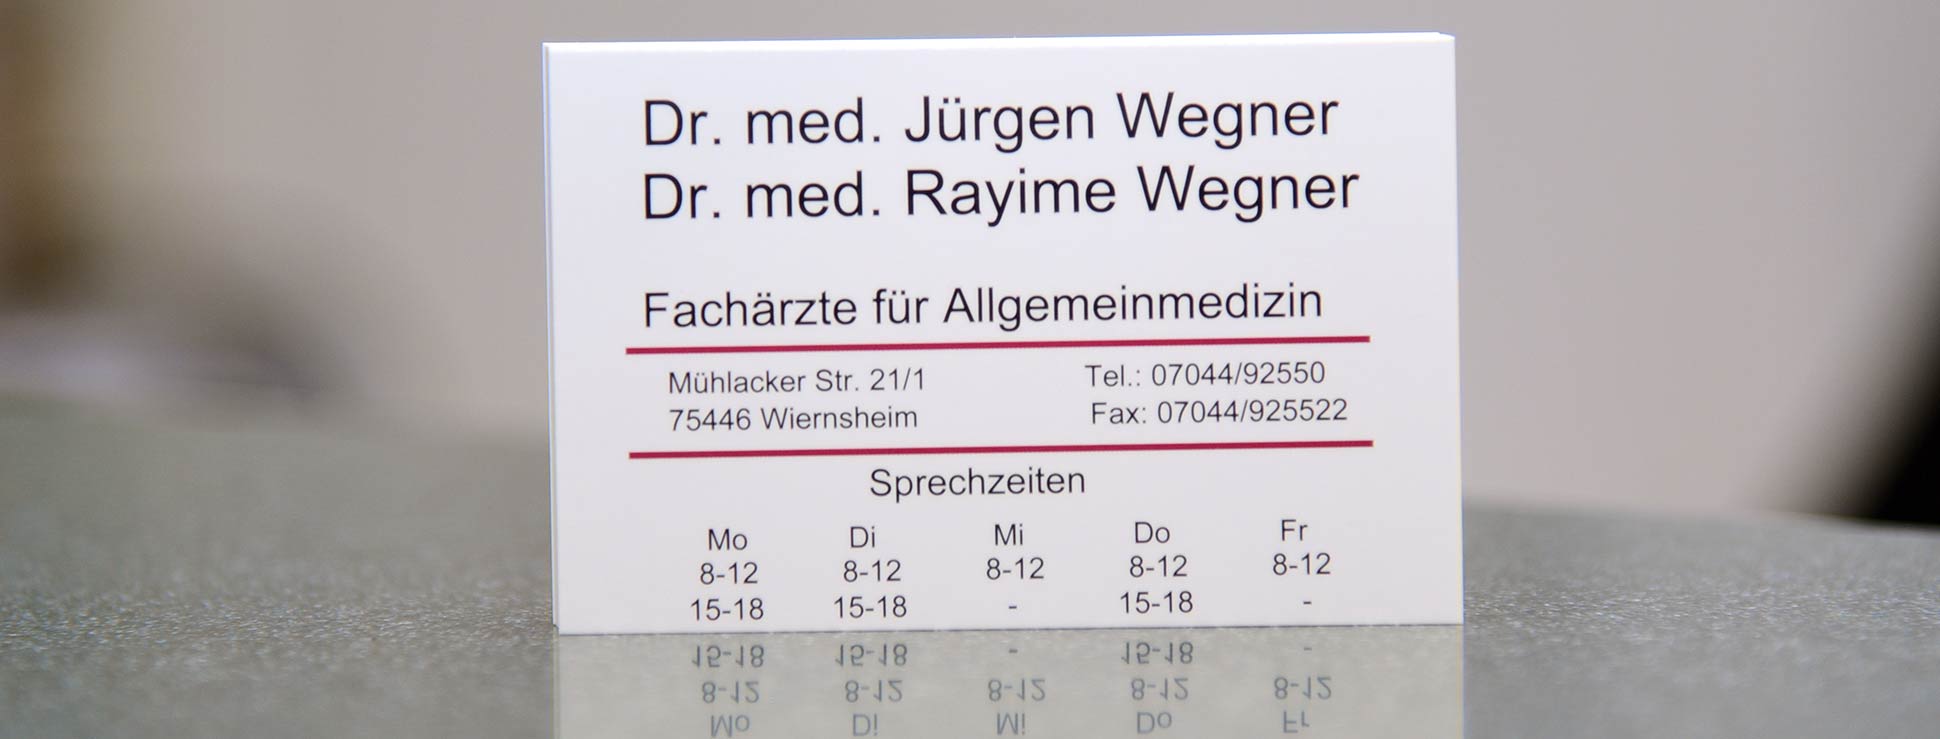 Dr. med. Jürgen Wegner
Dr. med. Rayime Wegner
Fachärzte für Allgemeinmedizin
Mühlacker Str. 21/1 Tel.: 07044/92550
75446 Wiernsheim Fax: 07044/925522
Sprechzeiten
Mo Di Mi Do Fr
8-12 8-12 8-12 8-12 8-12
15-18 15-18 - 15-18 -